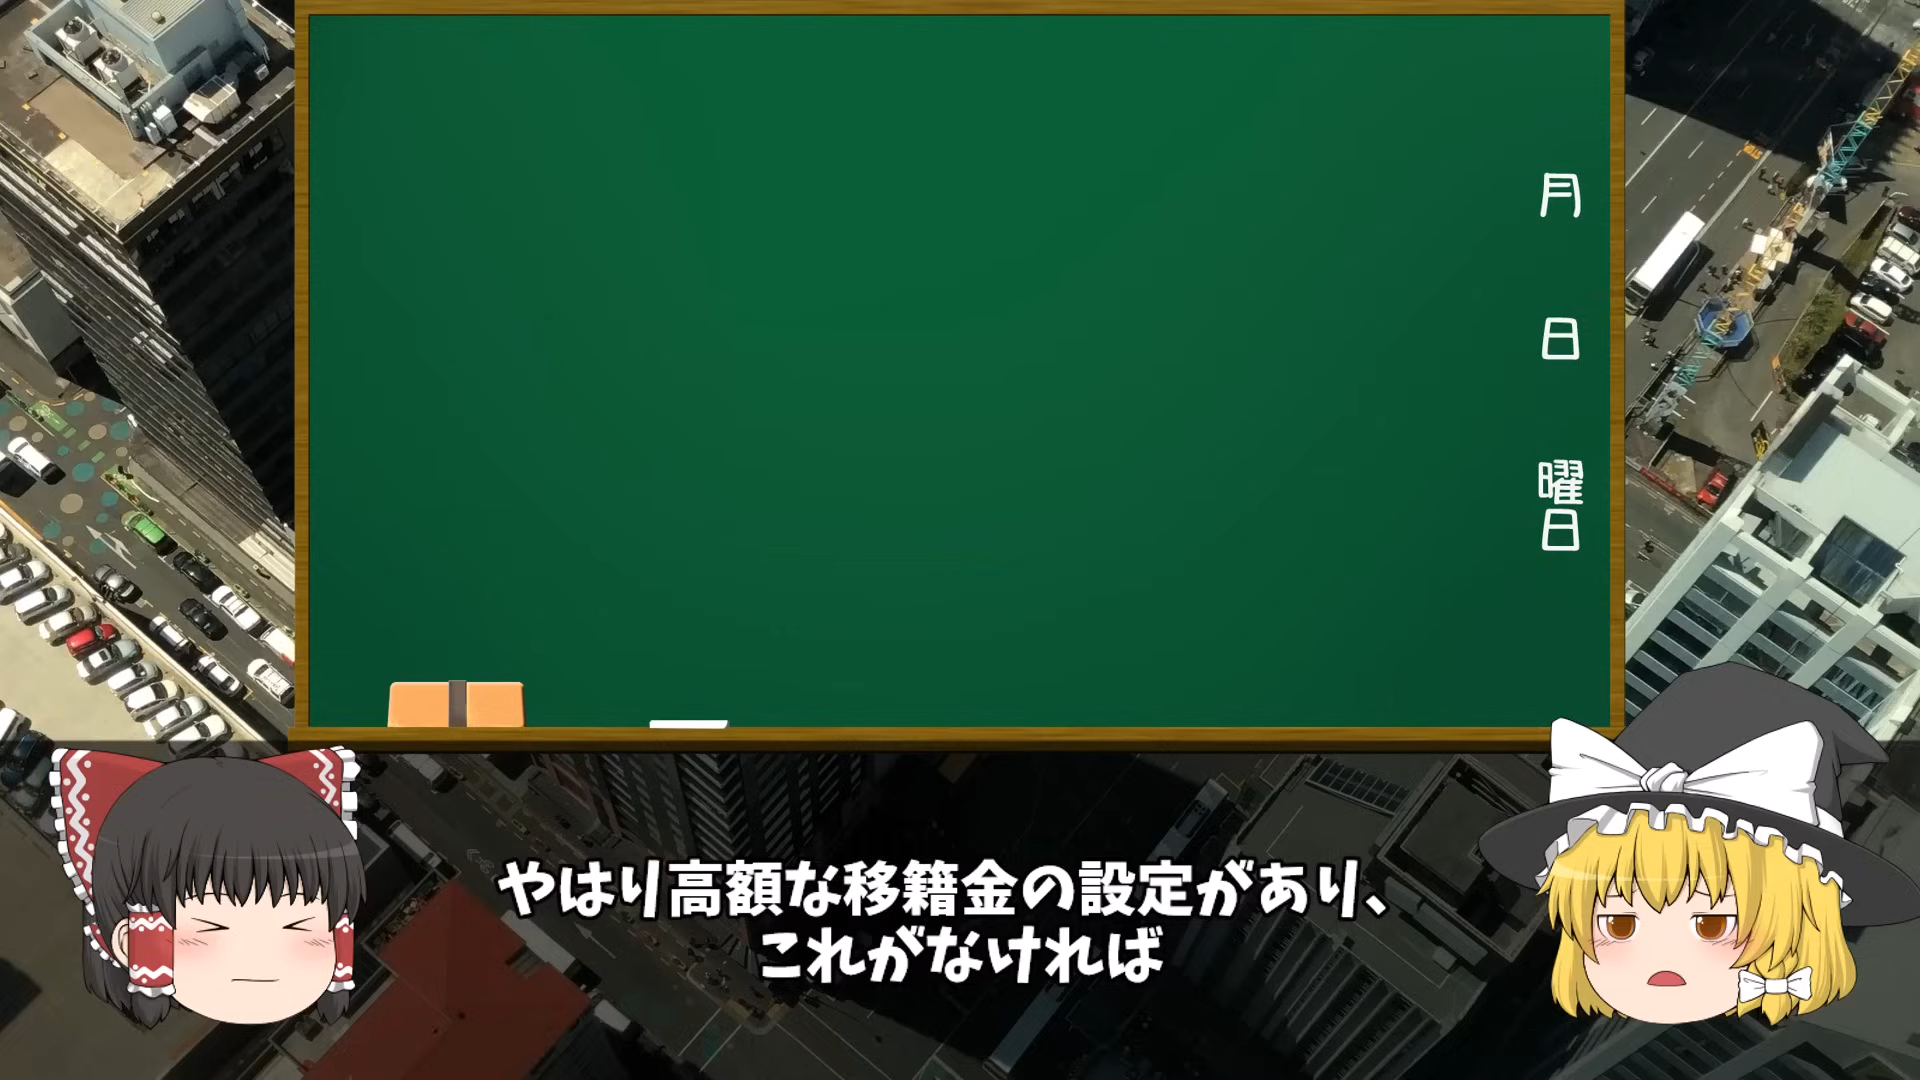 月
日
曜日
やはり高額な移籍金の設定があり、
これがなければ